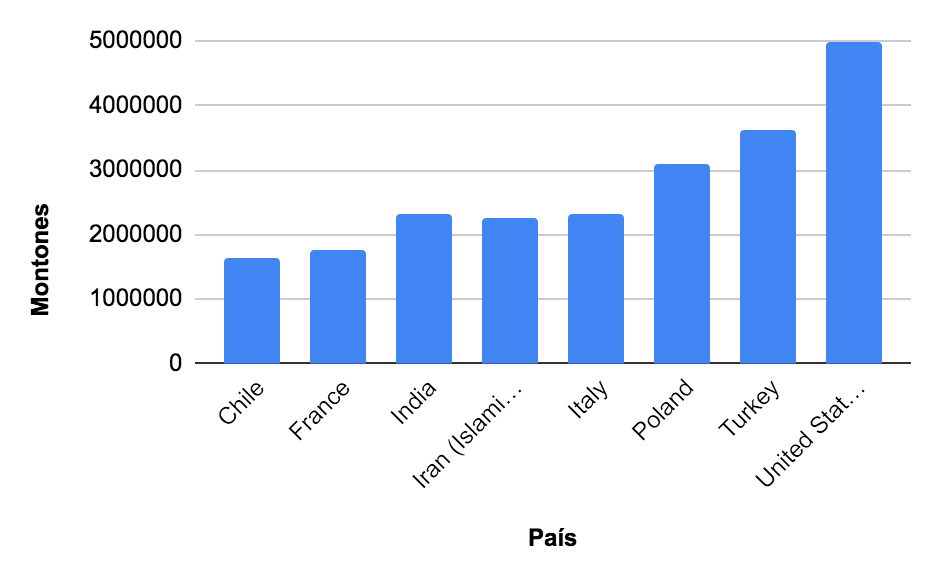 5000000
4000000
3000000
2000000
1000000
0
Montones
Chile
France
India
Iran (Islami…
Italy
Poland
Turkey
United Stat…
País